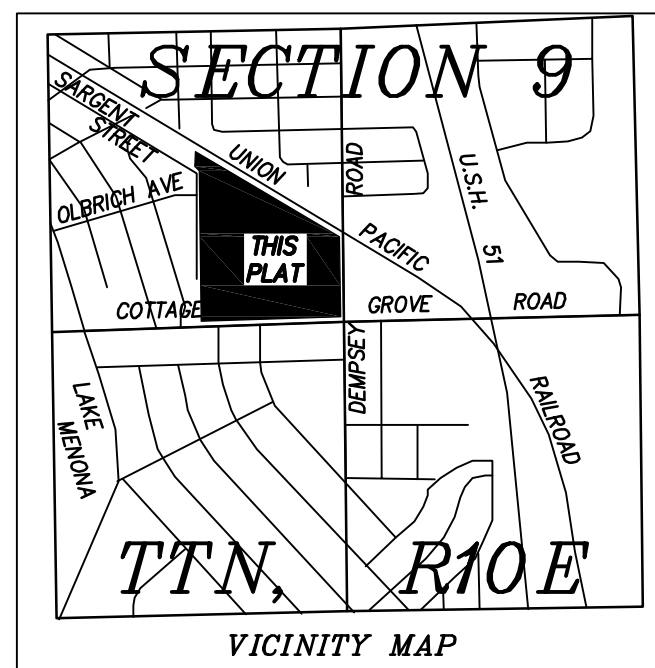 SECTION 9
SARGENT
STREET
UNION
ROAD
U.S.H. 51
OLBRICH AVE
PACIFIC
THIS
PLAT
COTTAGE GROVE ROAD
DEMPSEY
LAKE
MENONA
RAILROAD
TTN, R10E
VICINITY MAP